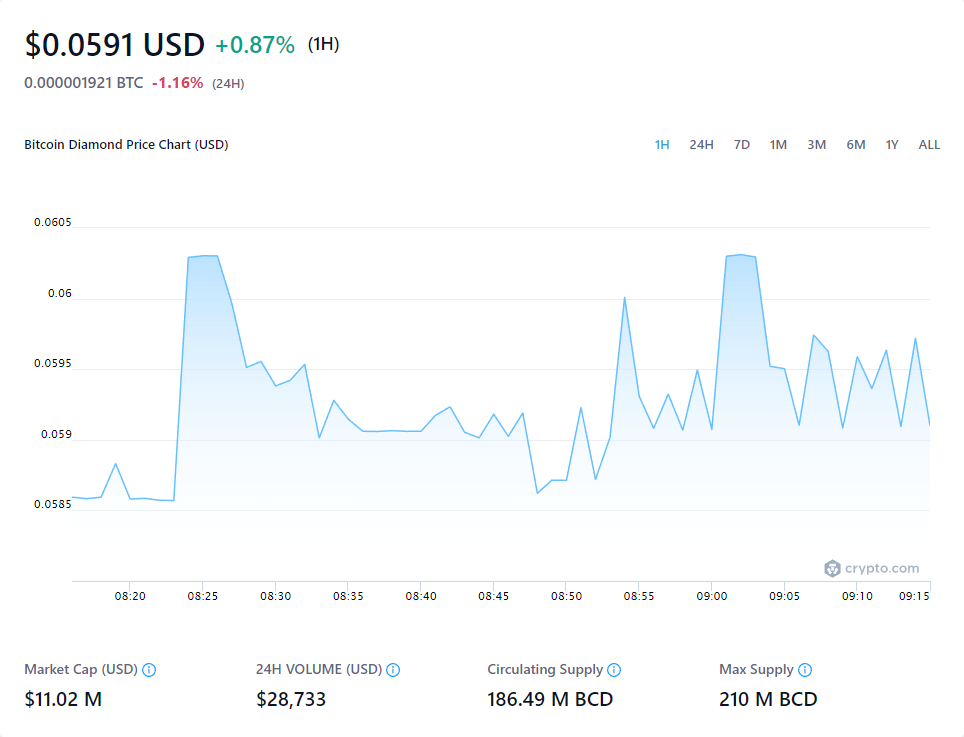 $0.0591 USD +0.87% (1H)
0.000001921 BTC -1.16% (24H)
Bitcoin Diamond Price Chart (USD) 1H 24H 7D 1M 3M 6M 1Y ALL
0.0605
0.06
0.0595
0.059
0.0585
crypto.com
08:20 08:25 08:30 08:35 08:40 08:45 08:50 08:55 09:00 09:05 09:10 09:15
Market Cap (USD) 24H VOLUME (USD) Circulating Supply Max Supply
$11.02 M $28,733 186.49 M BCD 210 M BCD